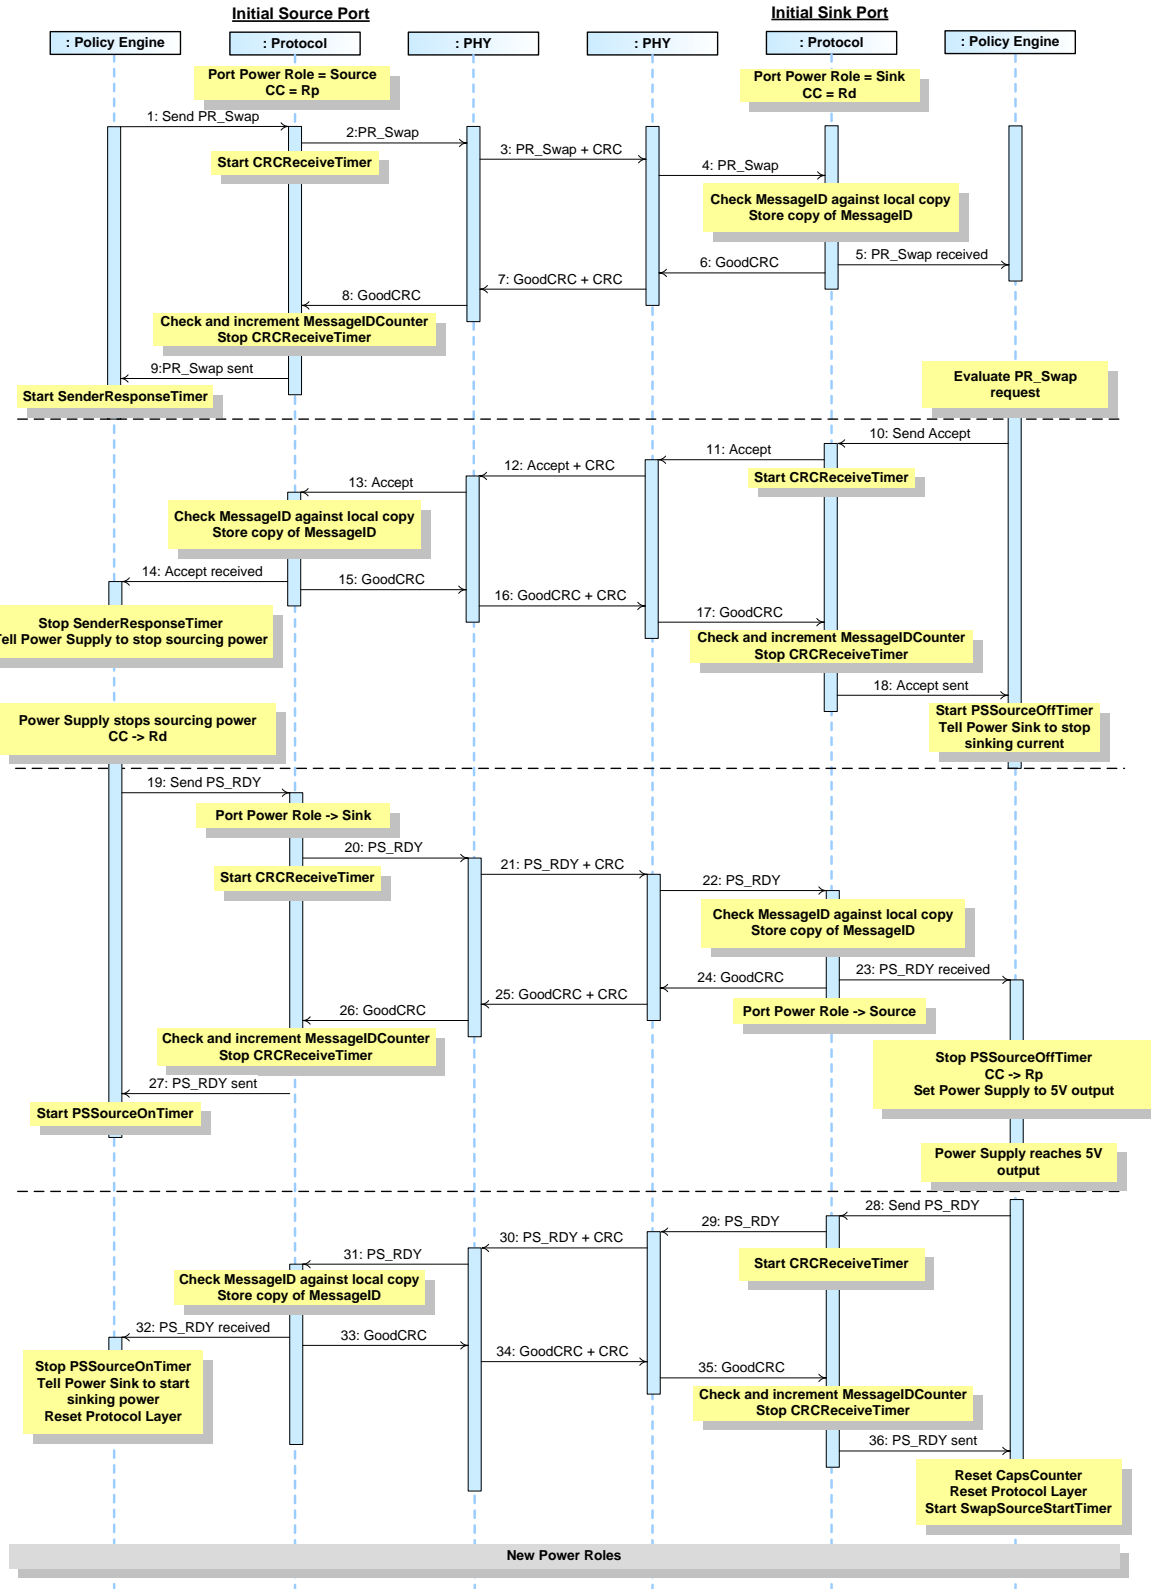 Initial Source Port
Initial Sink Port
: Policy Engine
: Protocol
: PHY
: PHY
: Protocol
: Policy Engine
Port Power Role = Source
CC = Rp
Port Power Role = Sink
CC = Rd
1: Send PR_Swap
2:PR_Swap
Start CRCReceiveTimer
3: PR_Swap + CRC
4: PR_Swap
Check MessageID against local copy
Store copy of MessageID
5: PR_Swap received
6: GoodCRC
7: GoodCRC + CRC
8: GoodCRC
Check and increment MessageIDCounter
Stop CRCReceiveTimer
9:PR_Swap sent
Start SenderResponseTimer
Evaluate PR_Swap
request
10: Send Accept
11: Accept
Start CRCReceiveTimer
12: Accept + CRC
13: Accept
Check MessageID against local copy
Store copy of MessageID
14: Accept received
15: GoodCRC
16: GoodCRC + CRC
17: GoodCRC
Stop SenderResponseTimer
Tell Power Supply to stop sourcing power
Check and increment MessageIDCounter
Stop CRCReceiveTimer
18: Accept sent
Power Supply stops sourcing power
CC -> Rd
Start PSSourceOffTimer
Tell Power Sink to stop
sinking current
19: Send PS_RDY
Port Power Role -> Sink
20: PS_RDY
Start CRCReceiveTimer
21: PS_RDY + CRC
22: PS_RDY
Check MessageID against local copy
Store copy of MessageID
23: PS_RDY received
24: GoodCRC
25: GoodCRC + CRC
26: GoodCRC
Port Power Role -> Source
Check and increment MessageIDCounter
Stop CRCReceiveTimer
Stop PSSourceOffTimer
CC -> Rp
Set Power Supply to 5V output
27: PS_RDY sent
Start PSSourceOnTimer
Power Supply reaches 5V
output
28: Send PS_RDY
29: PS_RDY
30: PS_RDY + CRC
31: PS_RDY
Start CRCReceiveTimer
Check MessageID against local copy
Store copy of MessageID
32: PS_RDY received
33: GoodCRC
34: GoodCRC + CRC
35: GoodCRC
Stop PSSourceOnTimer
Tell Power Sink to start
sinking power
Reset Protocol Layer
Check and increment MessageIDCounter
Stop CRCReceiveTimer
36: PS_RDY sent
Reset CapsCounter
Reset Protocol Layer
Start SwapSourceStartTimer
New Power Roles